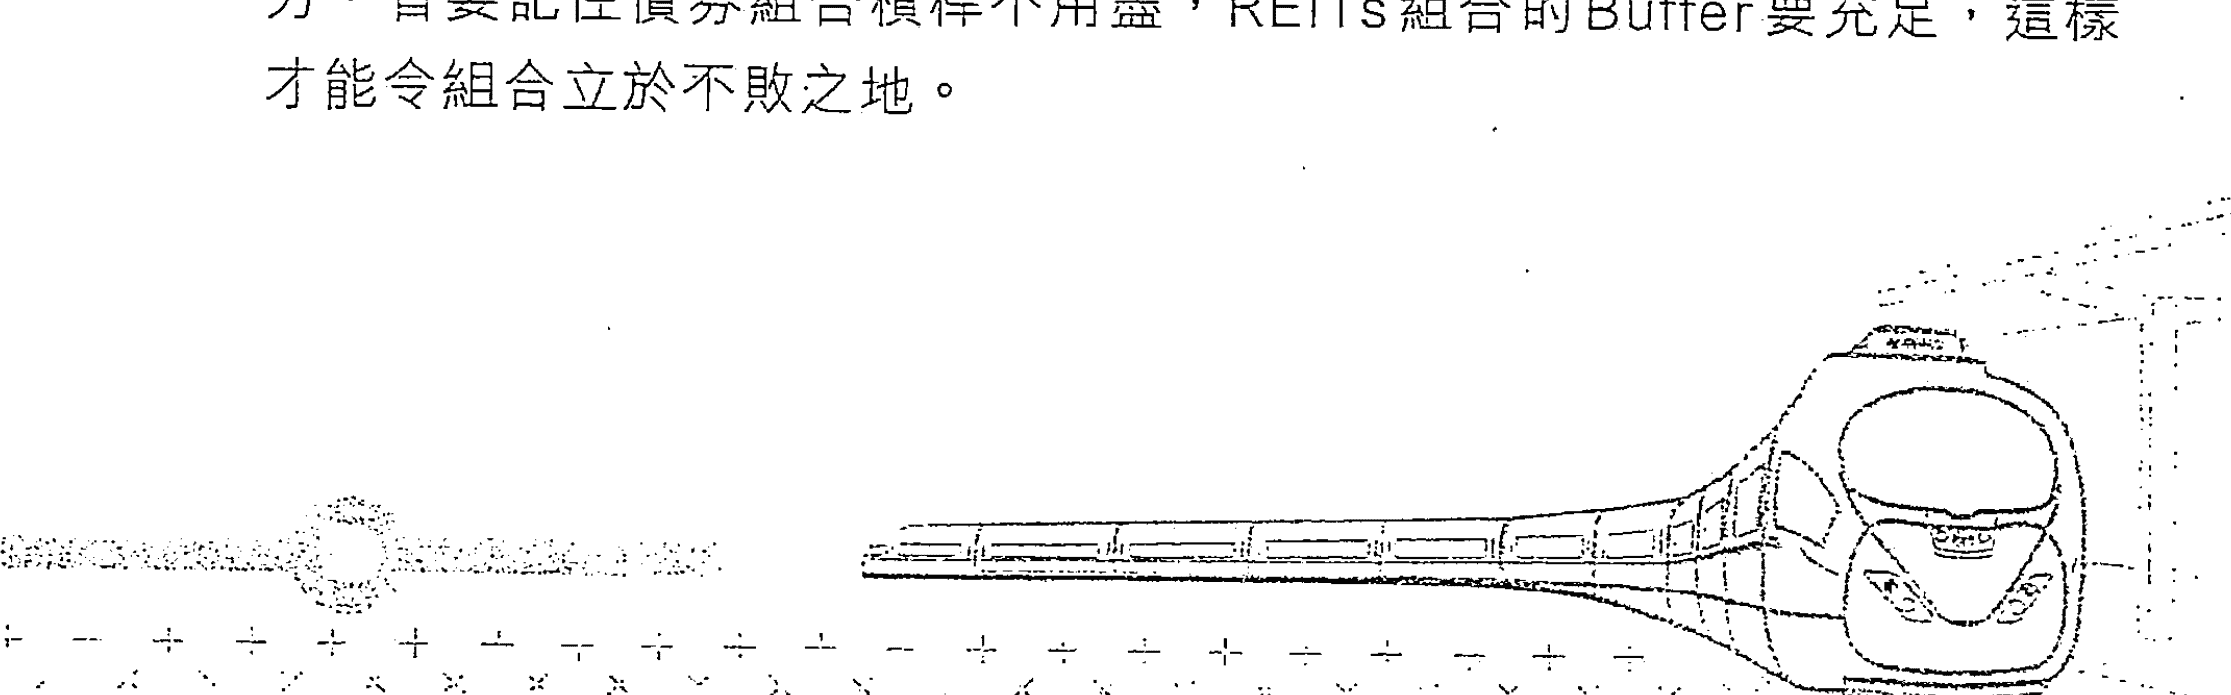 力。首要記住債券組合槓桿不用盡，REITs組合的Buffer要充足，這樣
才能令組合立於不敗之地。